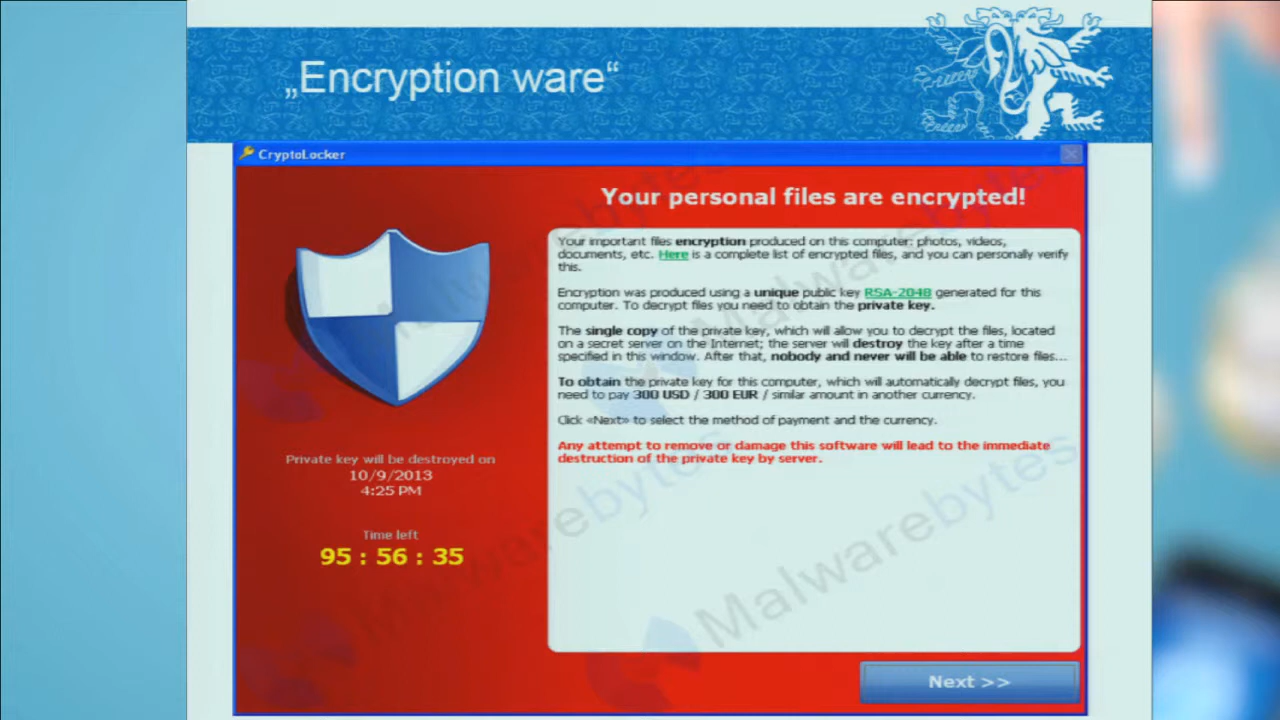 „Encryption ware“
CryptoLocker
Your personal files are encrypted!
Your important files encryption produced on this computer: photos, videos,
documents, etc. Here is a complete list of encrypted files, and you can personally verify
this.
Encryption was produced using a unique public key RSA-2048 generated for this
computer. To decrypt files you need to obtain the private key.
The single copy of the private key, which will allow you to decrypt the files, located
on a secret server on the Internet; the server will destroy the key after a time
specified in this window. After that, nobody and never will be able to restore files...
To obtain the private key for this computer, which will automatically decrypt files, you
need to pay 300 USD / 300 EUR / similar amount in another currency.
Click «Next» to select the method of payment and the currency.
Any attempt to remove or damage this software will lead to the immediate
destruction of the private key by server.
Private key will be destroyed on
10/9/2013
4:25 PM
Time left
95 : 56 : 35
Next >>
Malwarebytes
Malwarebytes
Malwarebytes
Malwarebytes